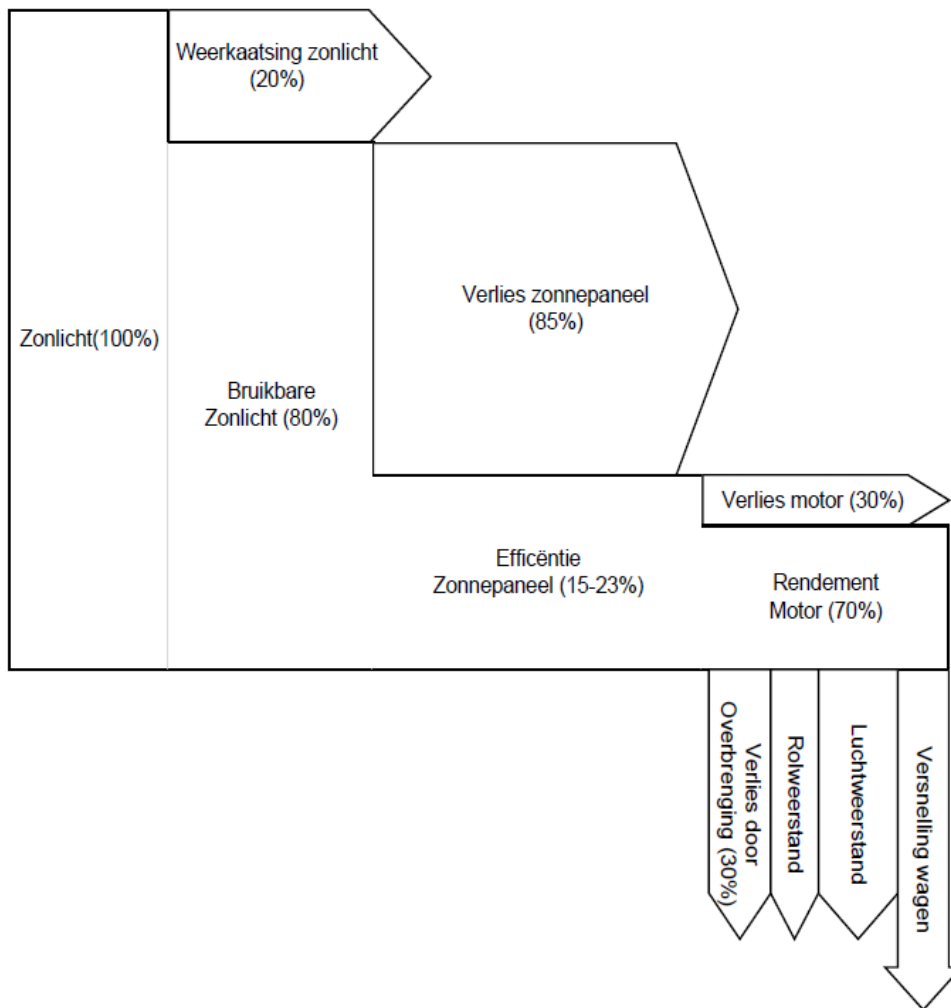 Weerkaatsing zonlicht
(20%)
Verlies zonnepaneel
(85%)
Zonlicht(100%)
Bruikbare
Zonlicht (80%)
Verlies motor (30%)
Efficëntie
Zonnepaneel (15-23%)
Rendement
Motor (70%)
Verlies door
Overbrenging (30%)
Rolweerstand
Luchtweerstand
Versnelling wagen